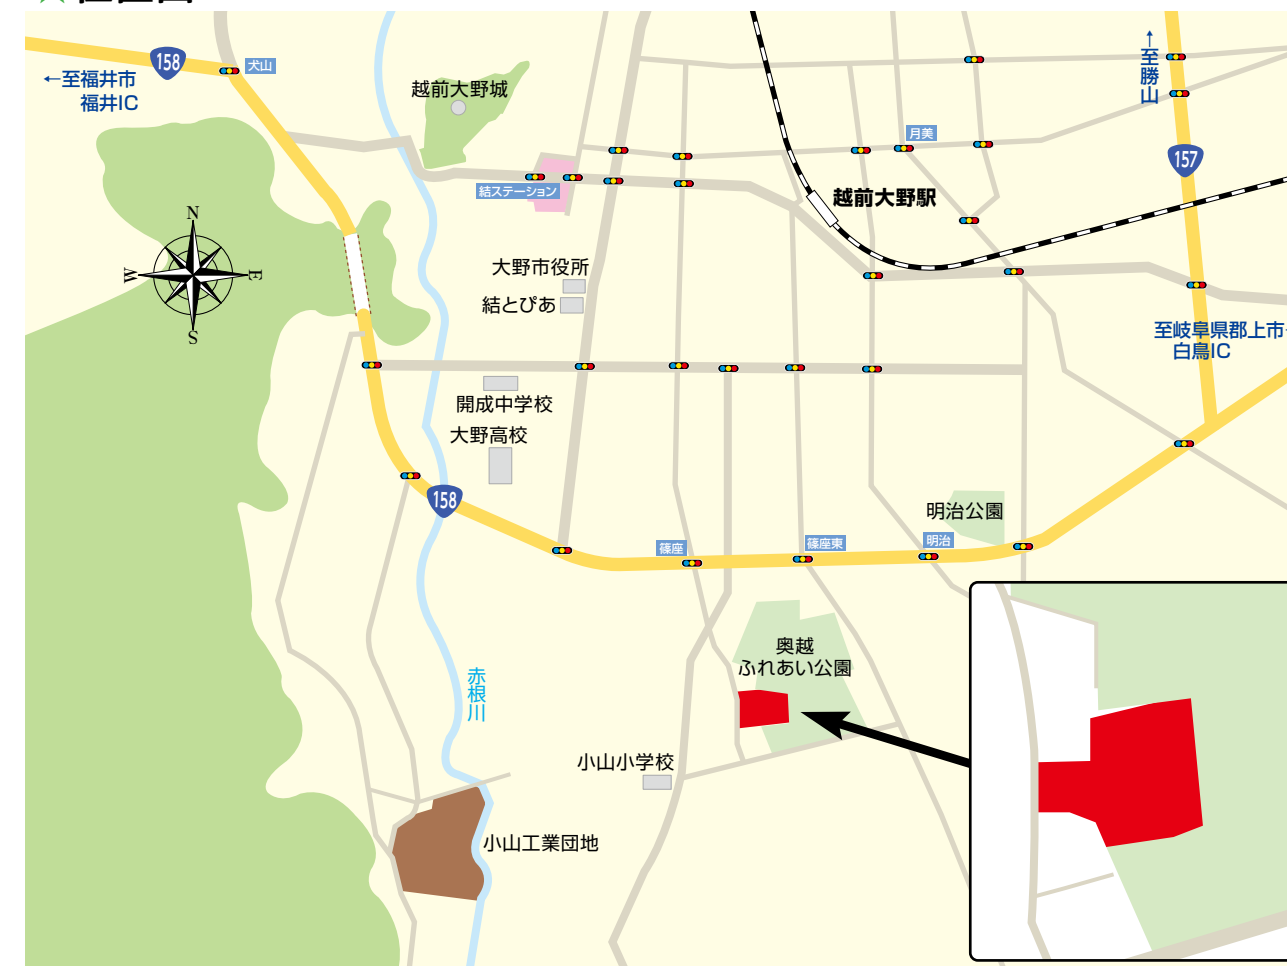 158
犬山
←至福井市
福井IC
越前大野城
↑至勝山
月美
157
結ステーション
越前大野駅
N
W
E
S
大野市役所
結とぴあ
至岐阜県郡上市
白鳥IC
開成中学校
大野高校
158
明治公園
篠座
篠座東
明治
奥越
ふれあい公園
赤根川
小山小学校
小山工業団地